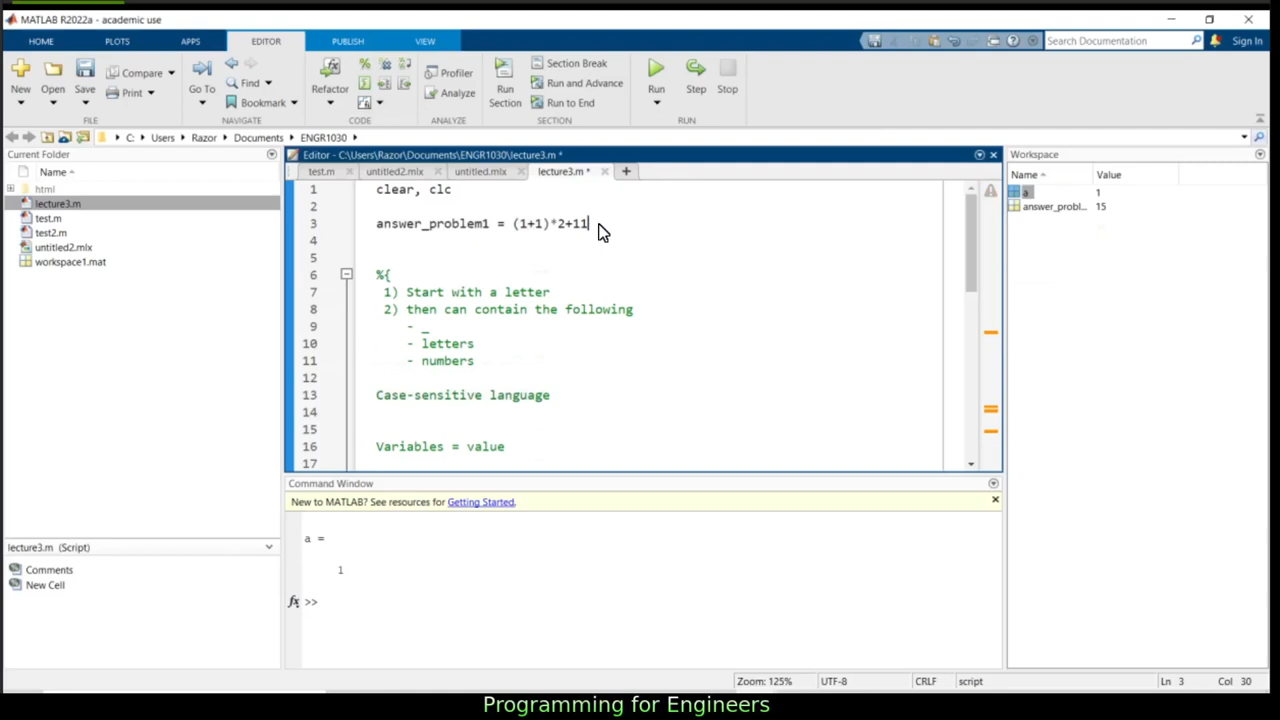 MATLAB R2022a - academic use
HOME PLOTS APPS EDITOR PUBLISH VIEW Search Documentation Sign In
New Open Save Compare Print Go To Find Bookmark Refactor Profiler Analyze Run Section Section Break Run and Advance Run to End Run Step Stop
FILE NAVIGATE CODE ANALYZE SECTION RUN
C: Users Razor Documents ENGR1030
Current Folder
Name
html
lecture3.m
test.m
test2.m
untitled2.mlx
workspace1.mat
lecture3.m (Script)
Comments
New Cell
Editor - C:\Users\Razor\Documents\ENGR1030\lecture3.m *
test.m untitled2.mlx untitled.mlx lecture3.m *
1 clear, clc
2
3 answer_problem1 = (1+1)*2+11
4
5
6 %{
7 1) Start with a letter
8 2) then can contain the following
9 - _
10 - letters
11 - numbers
12
13 Case-sensitive language
14
15
16 Variables = value
17
Command Window
New to MATLAB? See resources for Getting Started.
a =
1
fx >>
Workspace
Name Value
a 1
answer_probl... 15
Zoom: 125% UTF-8 CRLF script Ln 3 Col 30
Programming for Engineers